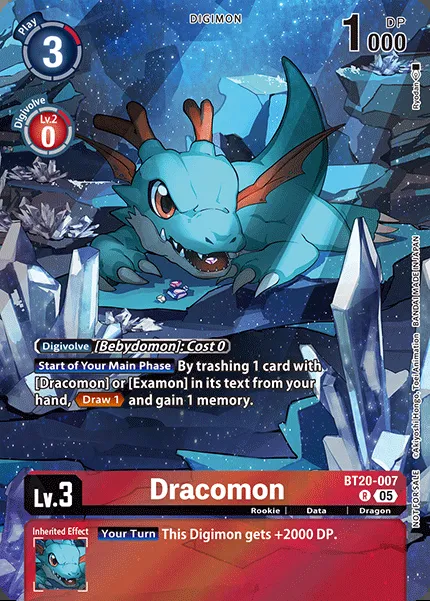 DIGIMON
Play
3
DP
1000
Digivolve
Lv.2
0
Ryodan
Digivolve [Bebydomon]: Cost 0
Start of Your Main Phase By trashing 1 card with
[Dracomon] or [Examon] in its text from your
hand, Draw 1 and gain 1 memory.
NOT FOR SALE ©Akiyoshi Hongo, Toei Animation BANDAI MADE IN JAPAN
Lv.3
Dracomon
BT20-007
R 05
Rookie | Data | Dragon
Inherited Effect
Your Turn This Digimon gets +2000 DP.